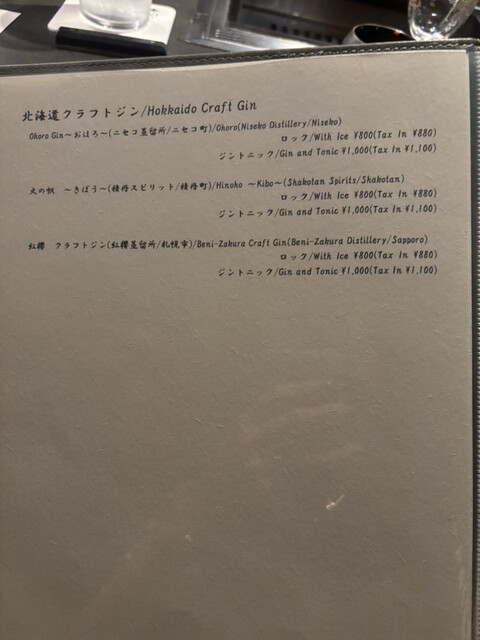 北海道クラフトジン/Hokkaido Craft Gin
Ohoro Gin～おほろ～(ニセコ蒸留所/ニセコ町)/Ohoro(Niseko Distillery/Niseko)
ロック/With Ice ¥800(Tax In ¥880)
ジントニック/Gin and Tonic ¥1,000(Tax In ¥1,100)
火の帆 ～きぼう～(積丹スピリット/積丹町)/Hinoko ～Kibo～(Shakotan Spirits/Shakotan)
ロック/With Ice ¥800(Tax In ¥880)
ジントニック/Gin and Tonic ¥1,000(Tax In ¥1,100)
紅櫻 クラフトジン(紅櫻蒸留所/札幌市)/Beni-Zakura Craft Gin(Beni-Zakura Distillery/Sapporo)
ロック/With Ice ¥800(Tax In ¥880)
ジントニック/Gin and Tonic ¥1,000(Tax In ¥1,100)